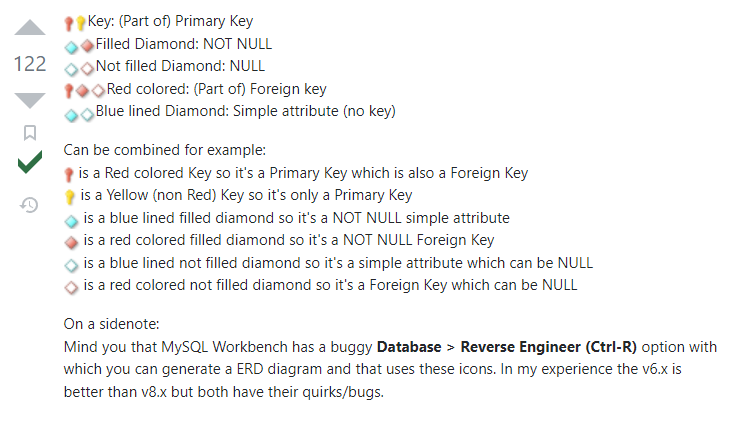 Key: (Part of) Primary Key
Filled Diamond: NOT NULL
122
Not filled Diamond: NULL
Red colored: (Part of) Foreign key
Blue lined Diamond: Simple attribute (no key)
Can be combined for example:
is a Red colored Key so it's a Primary Key which is also a Foreign Key
is a Yellow (non Red) Key so it's only a Primary Key
is a blue lined filled diamond so it's a NOT NULL simple attribute
is a red colored filled diamond so it's a NOT NULL Foreign Key
is a blue lined not filled diamond so it's a simple attribute which can be NULL
is a red colored not filled diamond so it's a Foreign Key which can be NULL
On a sidenote:
Mind you that MySQL Workbench has a buggy Database > Reverse Engineer (Ctrl-R) option with
which you can generate a ERD diagram and that uses these icons. In my experience the v6.x is
better than v8.x but both have their quirks/bugs.